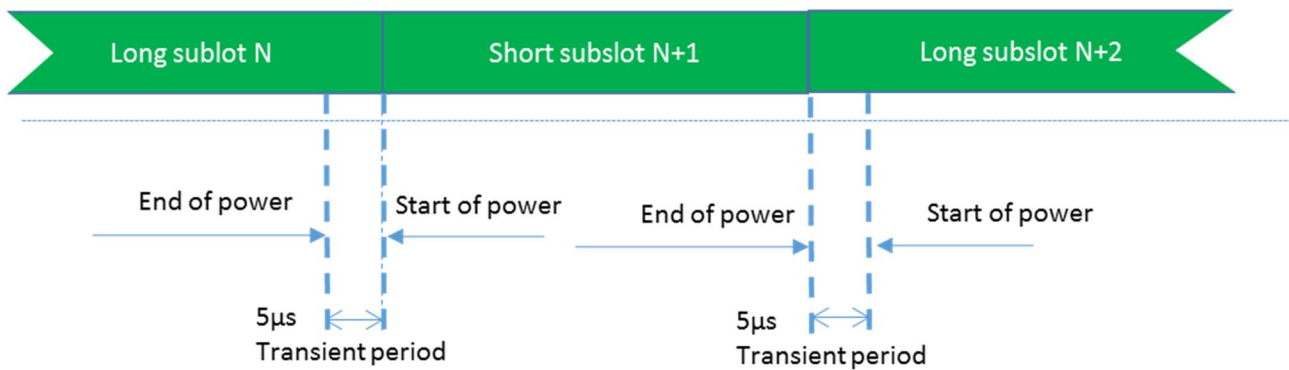 Long sublot N
Short subslot N+1
Long subslot N+2
End of power
Start of power
End of power
Start of power
5µs
Transient period
5µs
Transient period